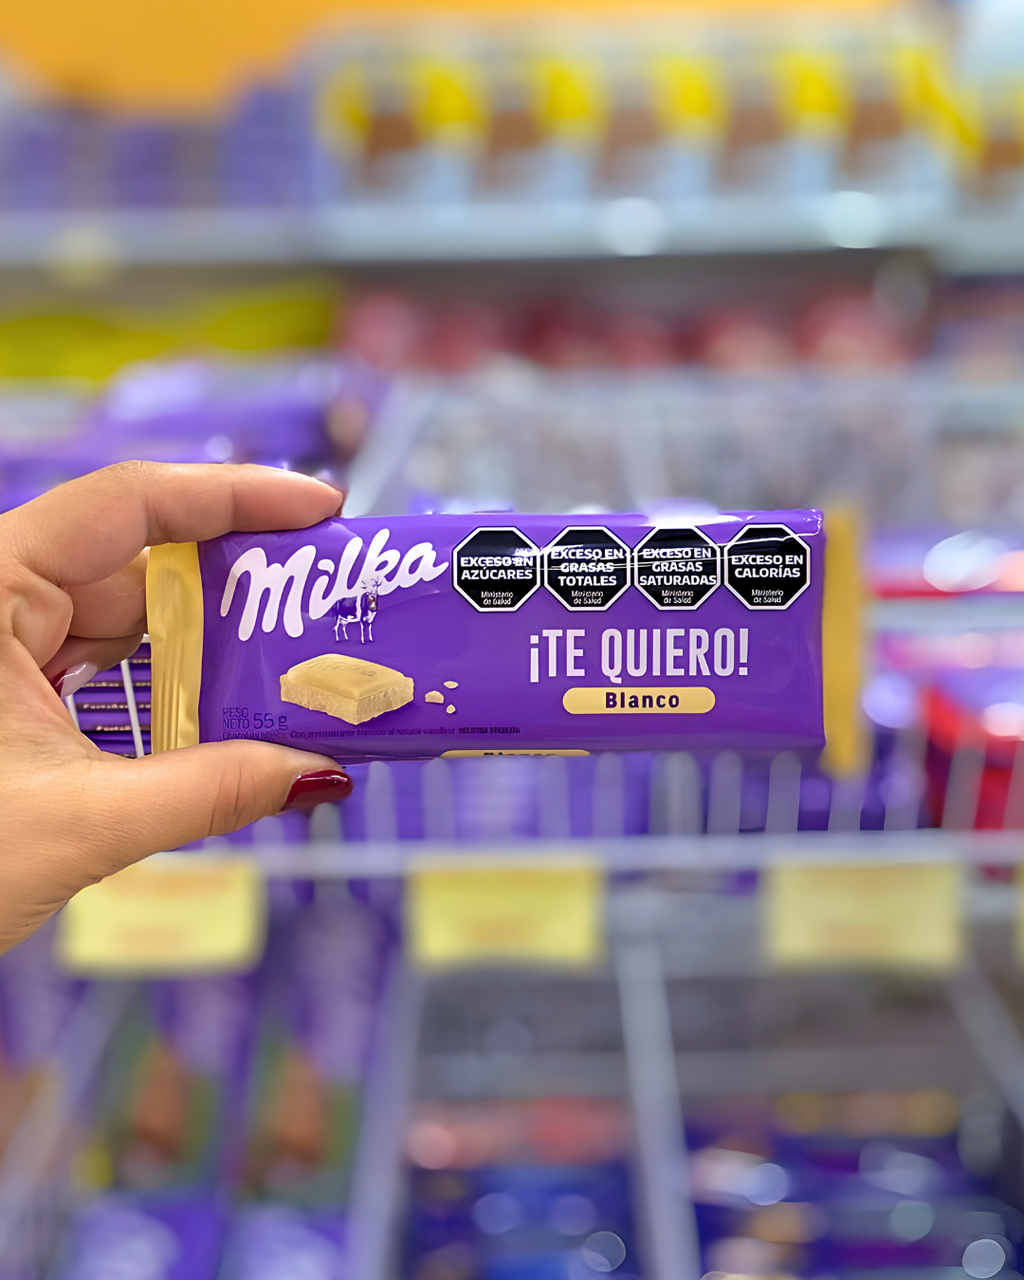 Milka
EXCESO EN
AZÚCARES
Ministerio
de Salud
EXCESO EN
GRASAS
TOTALES
Ministerio
de Salud
EXCESO EN
GRASAS
SATURADAS
Ministerio
de Salud
EXCESO EN
CALORÍAS
Ministerio
de Salud
¡TE QUIERO!
Blanco
PESO
NETO 55 g
Blanco